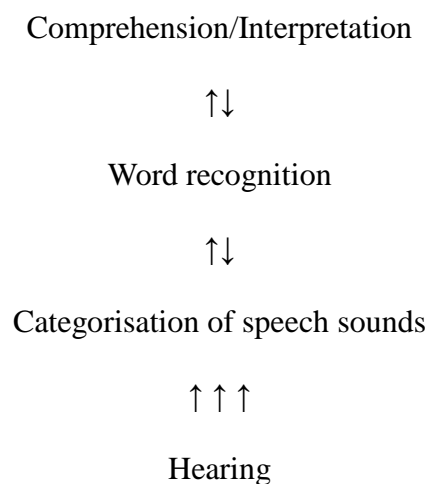 Comprehension/Interpretation
↑↓
Word recognition
↑↓
Categorisation of speech sounds
↑ ↑ ↑
Hearing